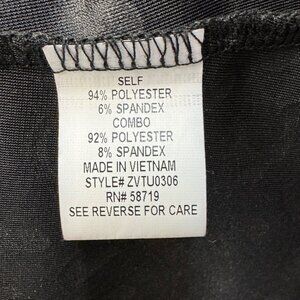 SELF
94% POLYESTER
6% SPANDEX
COMBO
92% POLYESTER
8% SPANDEX
MADE IN VIETNAM
STYLE# ZVTU0306
RN# 58719
SEE REVERSE FOR CARE